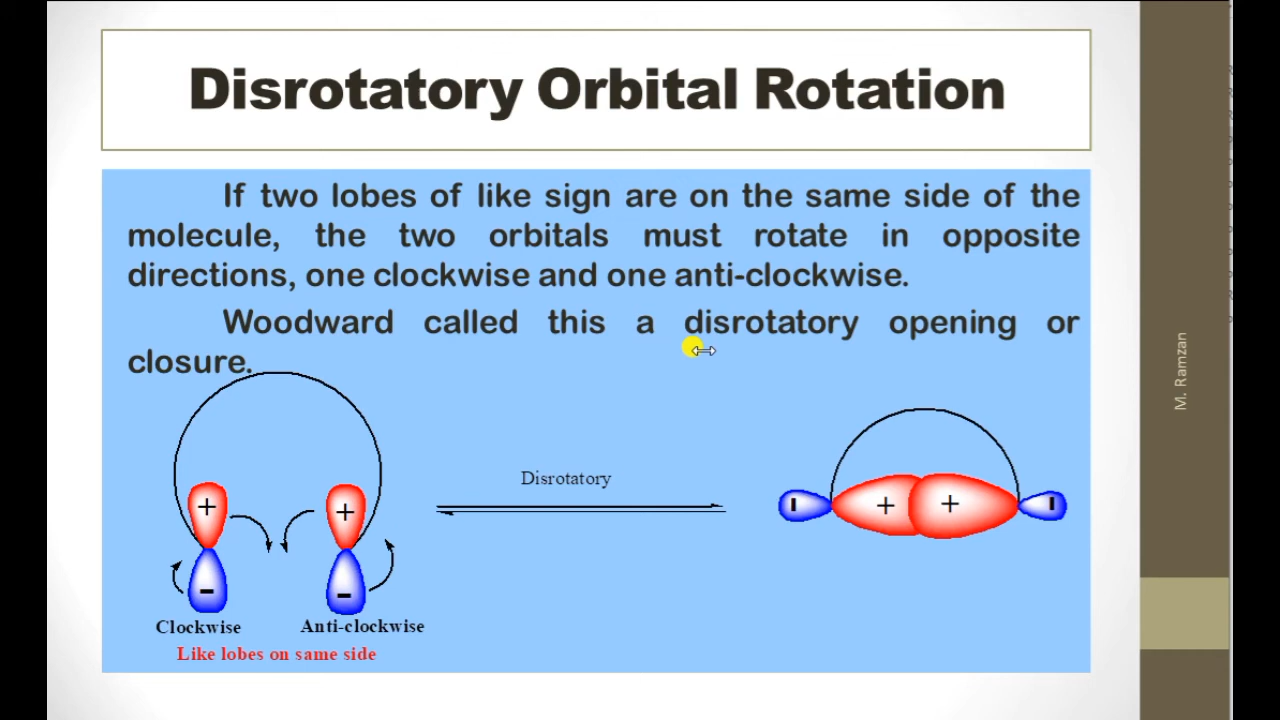 Disrotatory Orbital Rotation
If two lobes of like sign are on the same side of the
molecule, the two orbitals must rotate in opposite
directions, one clockwise and one anti-clockwise.
Woodward called this a disrotatory opening or
closure.
Disrotatory
+
+
-
-
+
+
-
-
Clockwise
Anti-clockwise
Like lobes on same side
M. Ramzan